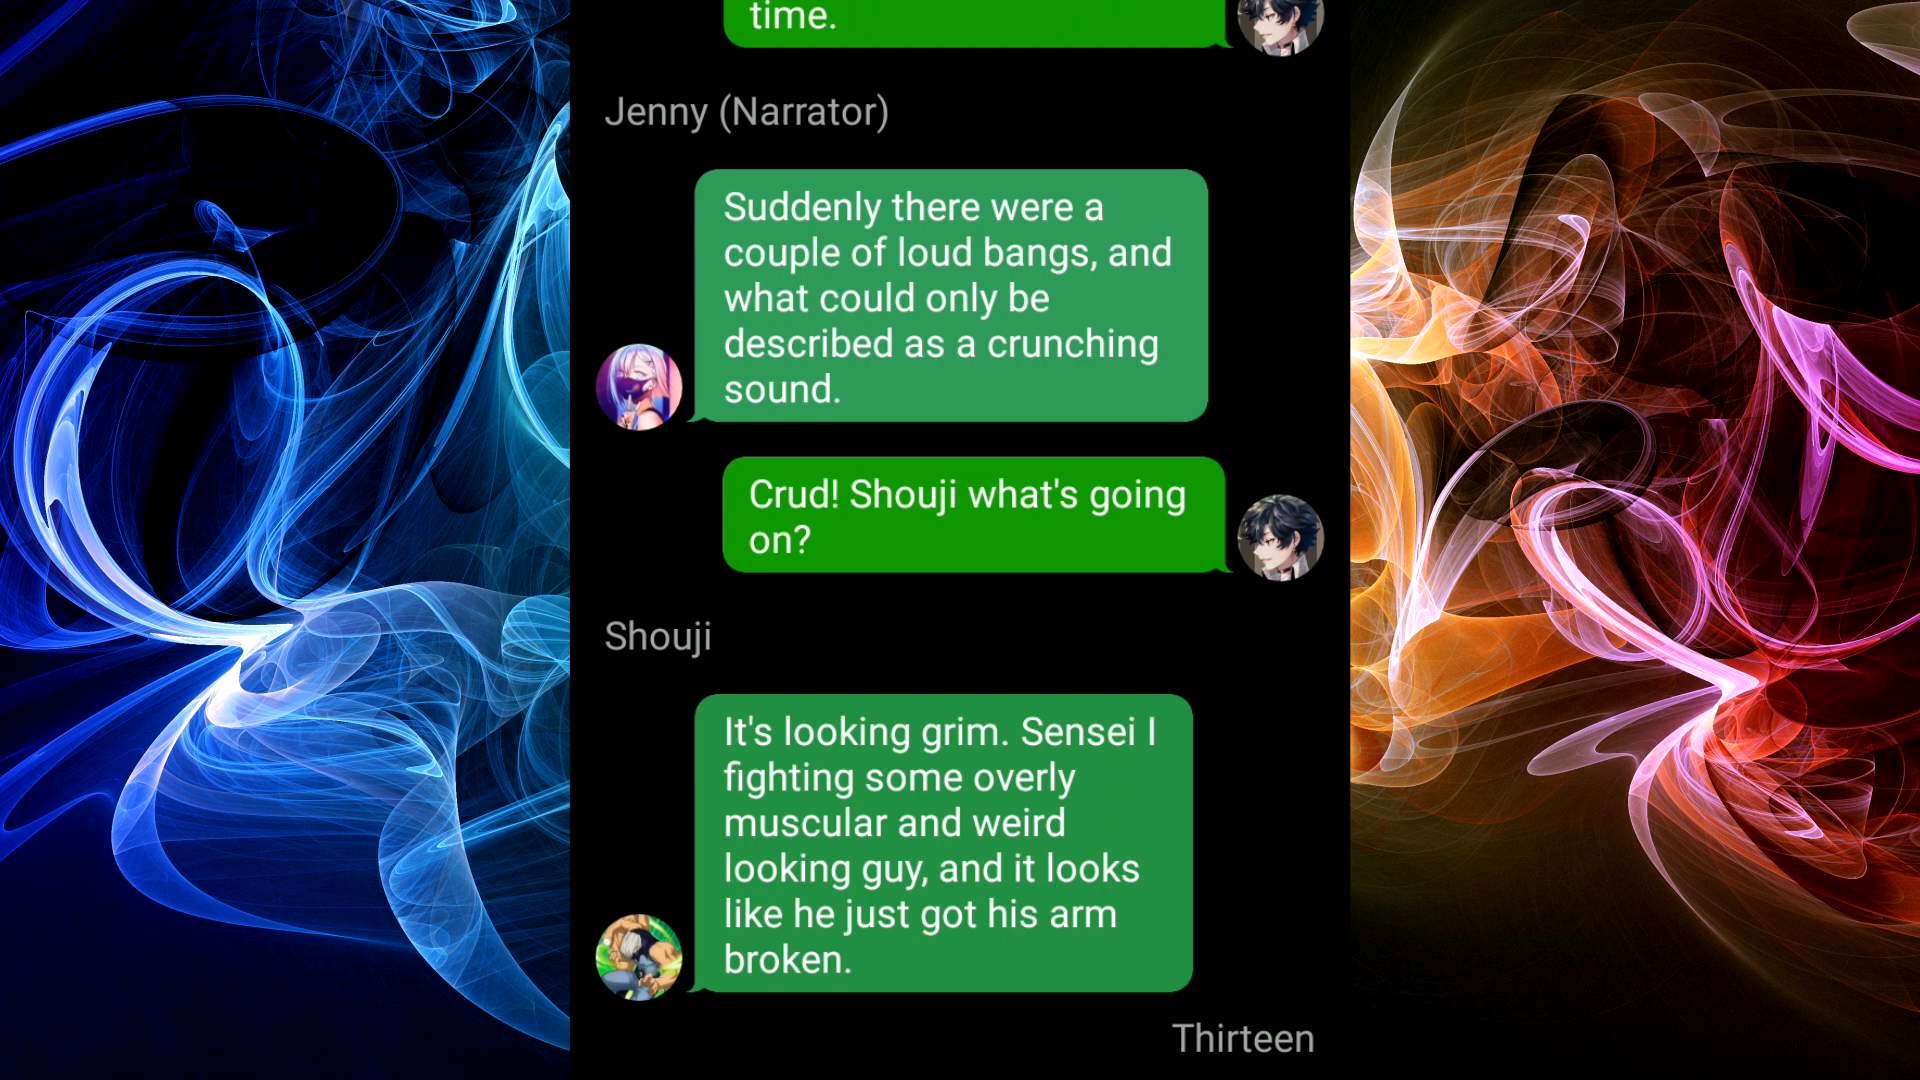 time.
Jenny (Narrator)
Suddenly there were a
couple of loud bangs, and
what could only be
described as a crunching
sound.
Crud! Shouji what's going
on?
Shouji
It's looking grim. Sensei I
fighting some overly
muscular and weird
looking guy, and it looks
like he just got his arm
broken.
Thirteen